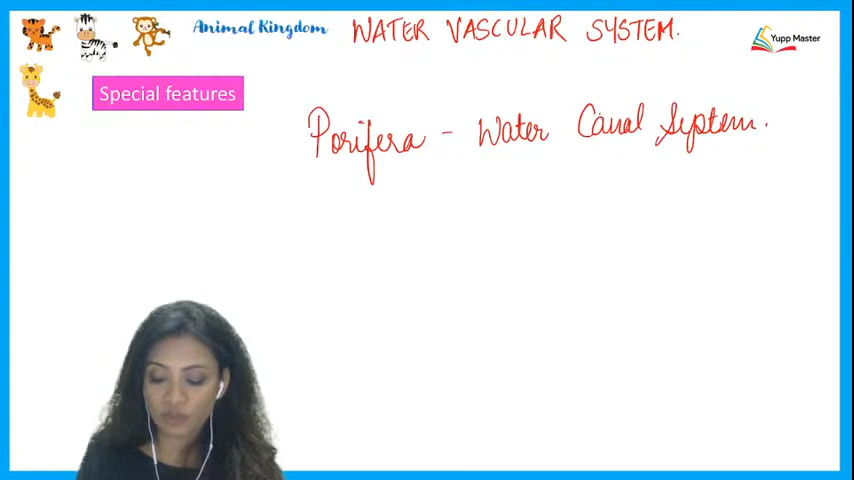 Animal Kingdom WATER VASCULAR SYSTEM.
Yupp Master
Special features
Porifera - Water Canal System.